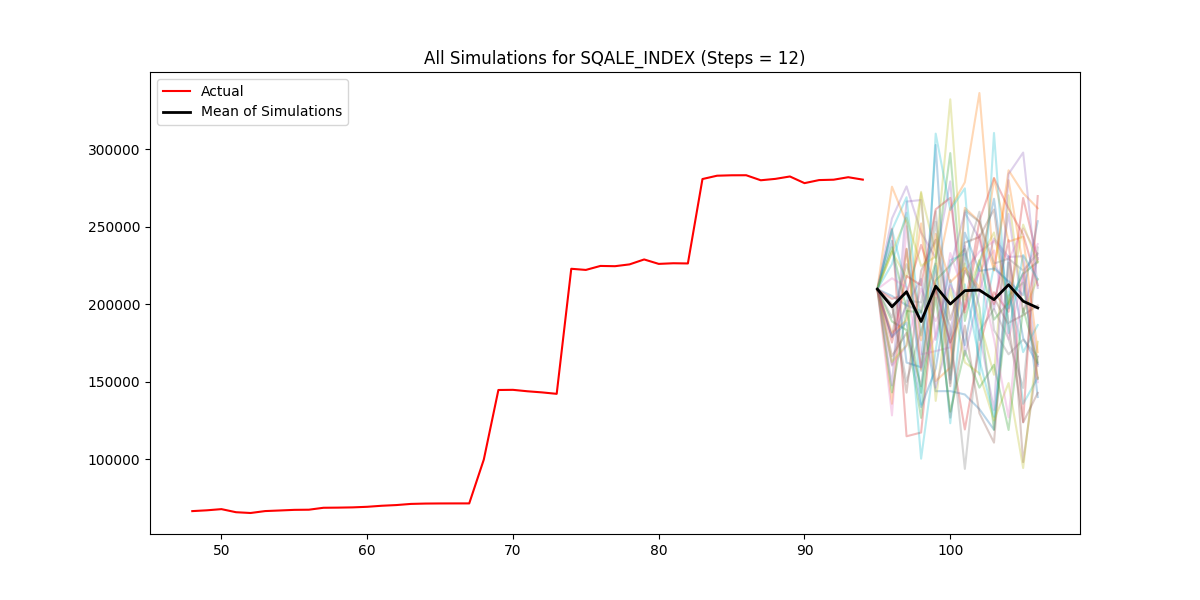 All Simulations for SQALE_INDEX (Steps = 12)
Actual
Mean of Simulations
300000
250000
200000
150000
100000
50 60 70 80 90 100